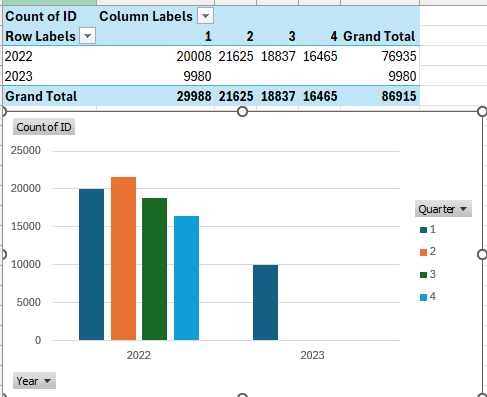 Count of ID Column Labels
Row Labels 1 2 3 4 Grand Total
2022 20008 21625 18837 16465 76935
2023 9980 9980
Grand Total 29988 21625 18837 16465 86915
Count of ID
25000
20000
15000
10000
5000
0
2022 2023
Quarter
1
2
3
4
Year